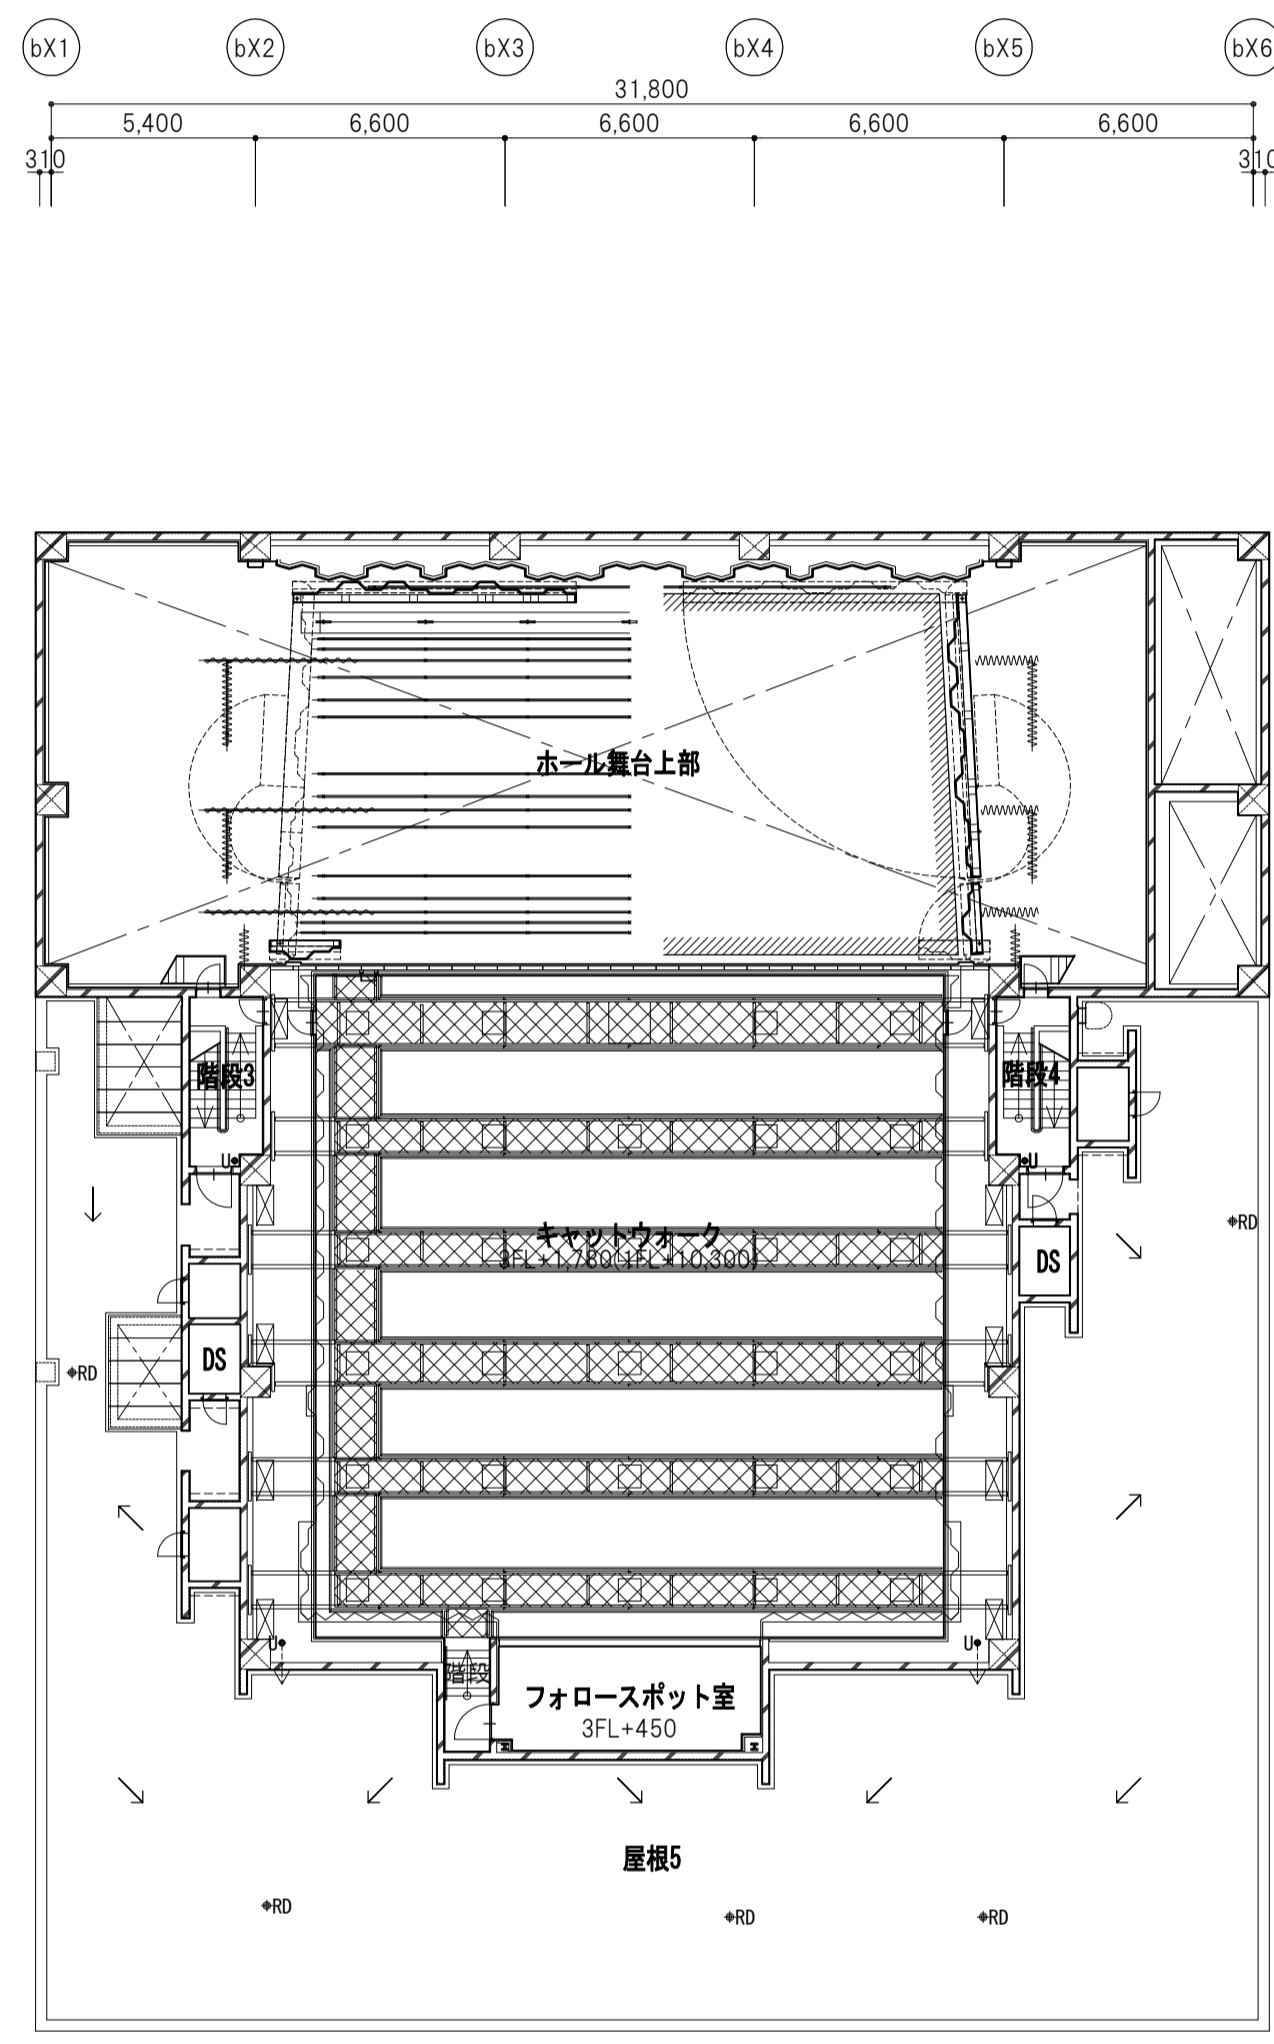 bX1 bX2 bX3 bX4 bX5 bX6
31,800
5,400 6,600 6,600 6,600 6,600
310 310
ホール舞台上部
階段3 階段4
U U
RD
キャットウォーク
3FL+1,780(1FL+10,300)
DS
DS
RD
U U
階段
フォロースポット室
3FL+450
屋根5
RD
RD RD